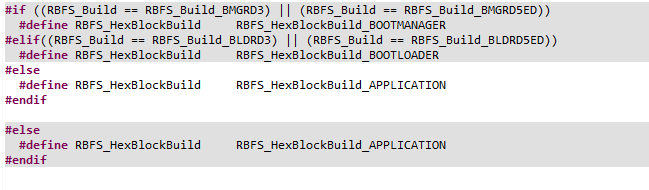 #if ((RBFS_Build == RBFS_Build_BMGRD3) || (RBFS_Build == RBFS_Build_BMGRD5ED))
  #define RBFS_HexBlockBuild     RBFS_HexBlockBuild_BOOTMANAGER
#elif((RBFS_Build == RBFS_Build_BLDRD3) || (RBFS_Build == RBFS_Build_BLDRD5ED))
  #define RBFS_HexBlockBuild     RBFS_HexBlockBuild_BOOTLOADER
#else
  #define RBFS_HexBlockBuild     RBFS_HexBlockBuild_APPLICATION
#endif

#else
  #define RBFS_HexBlockBuild     RBFS_HexBlockBuild_APPLICATION
#endif